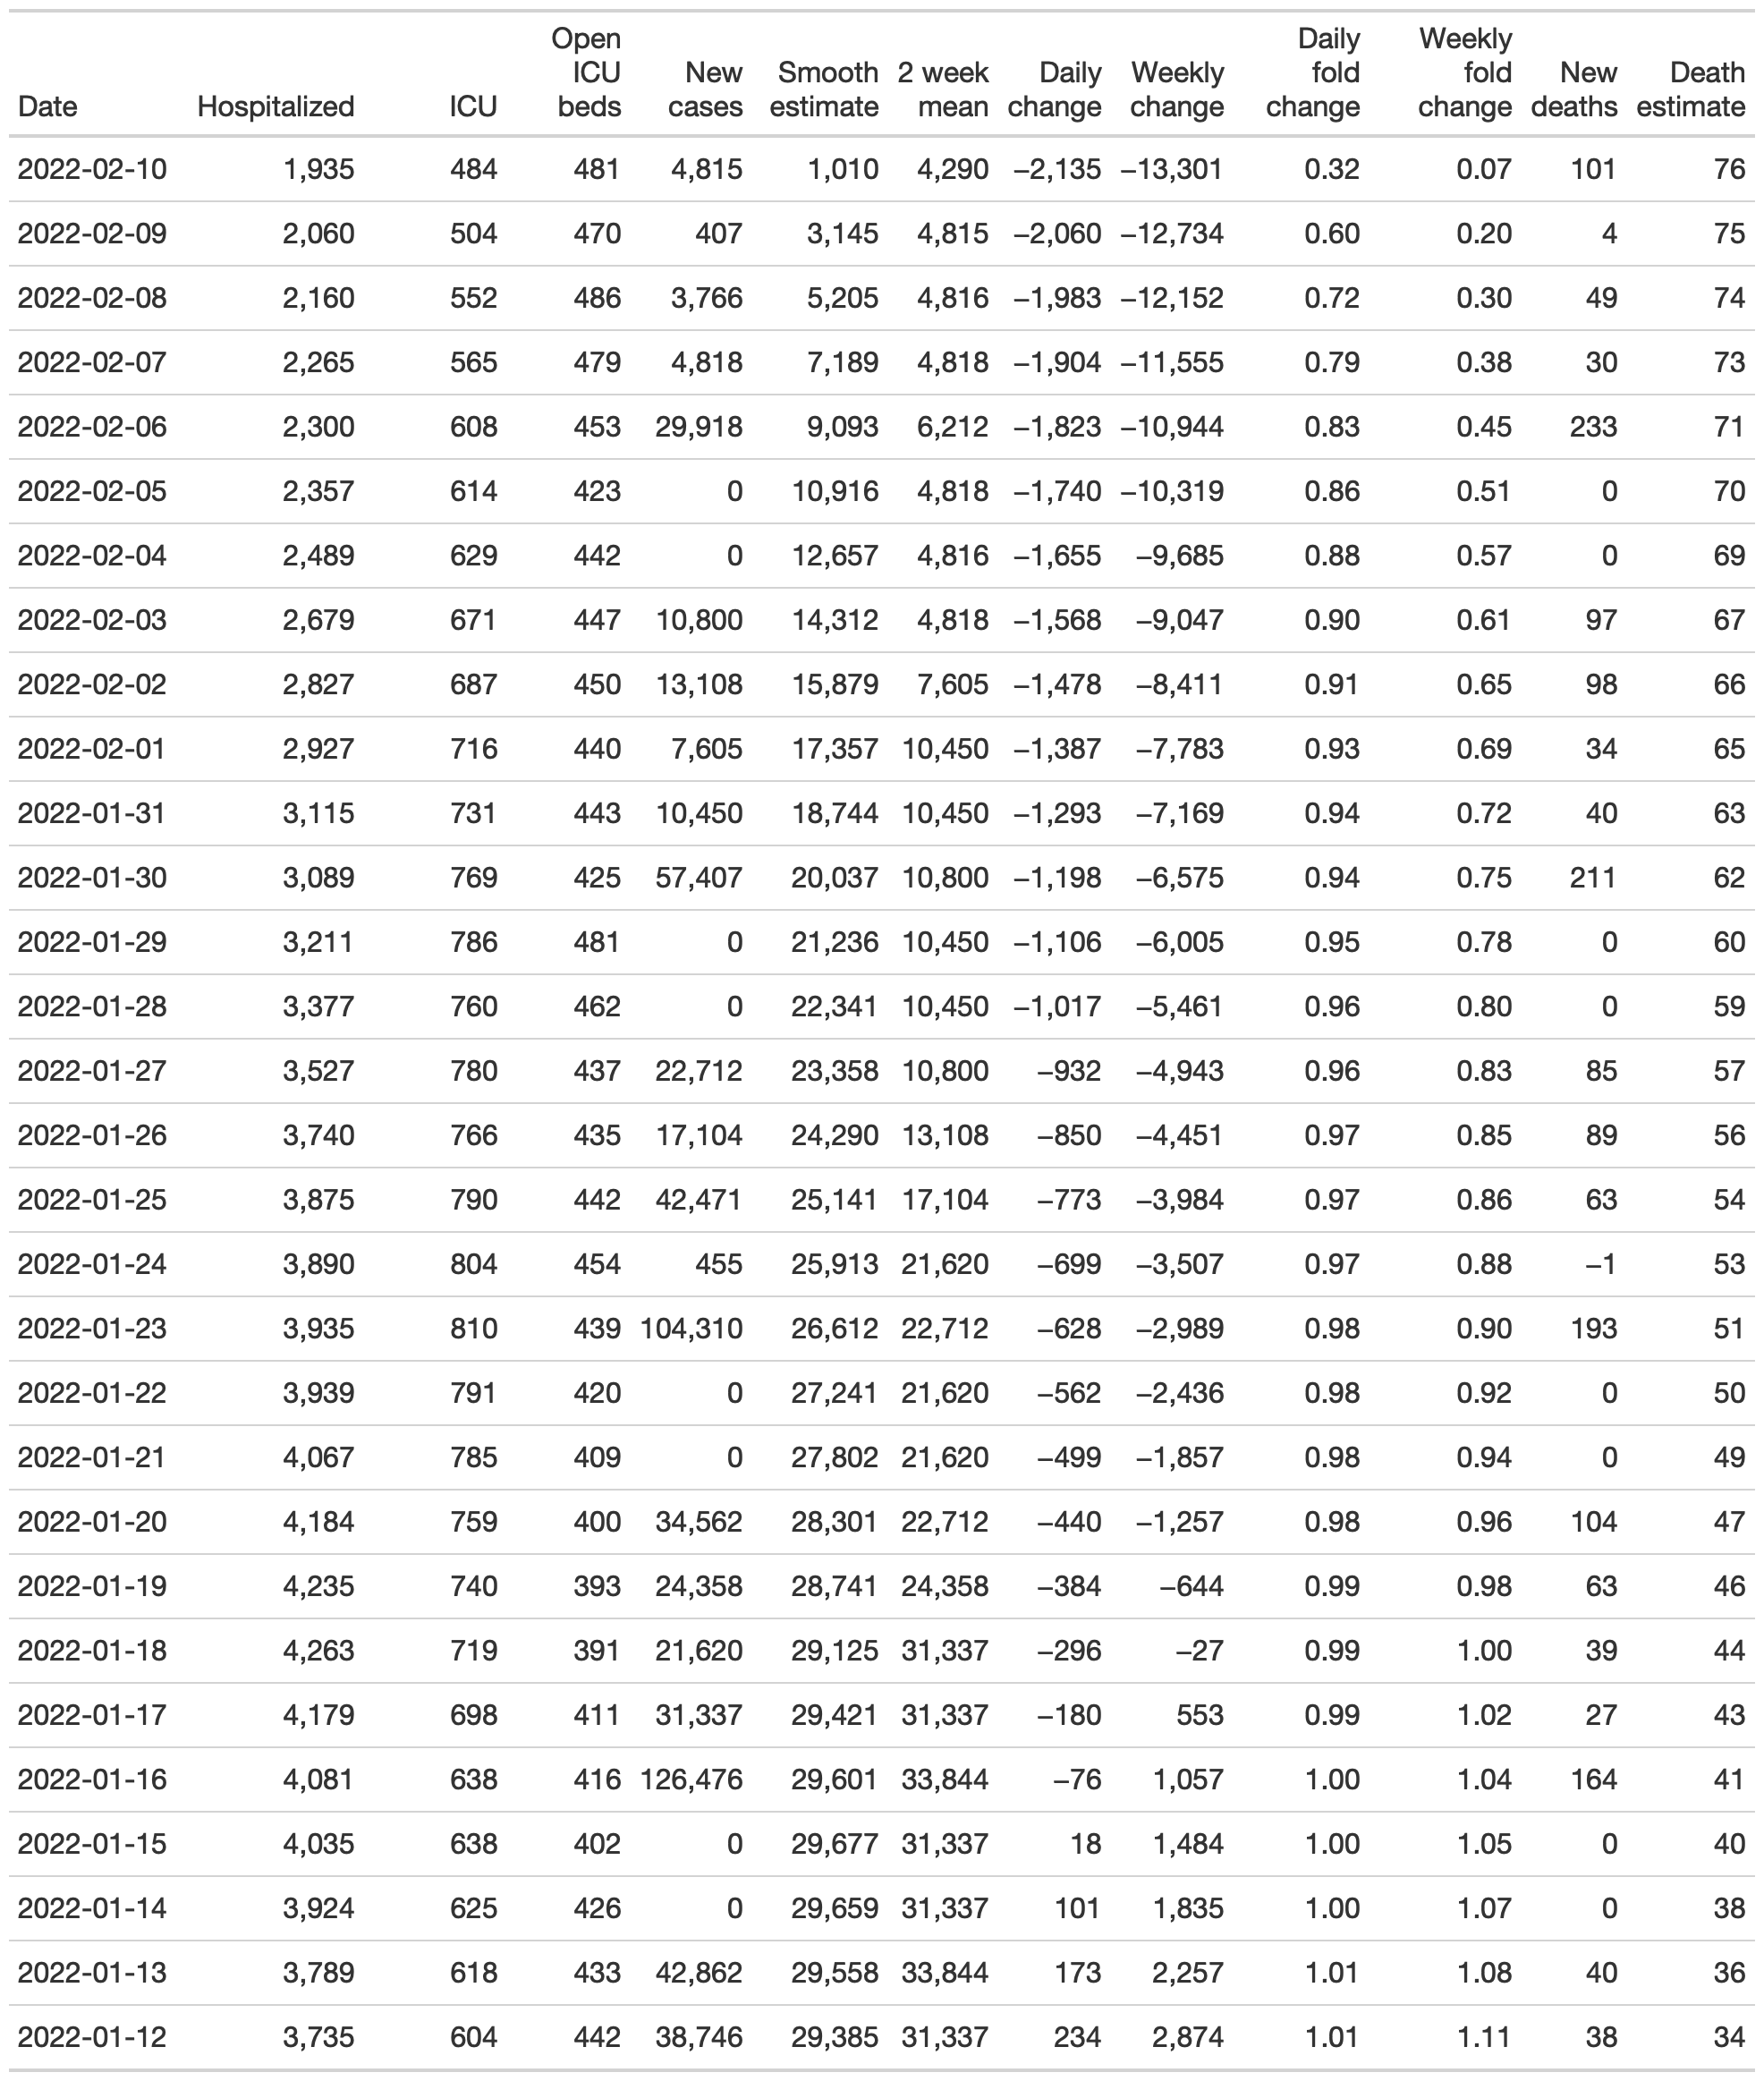 Date Hospitalized ICU Open ICU beds New cases Smooth estimate 2 week mean Daily change Weekly change Daily fold change Weekly fold change New deaths Death estimate
2022-02-10 1,935 484 481 4,815 1,010 4,290 −2,135 −13,301 0.32 0.07 101 76
2022-02-09 2,060 504 470 407 3,145 4,815 −2,060 −12,734 0.60 0.20 4 75
2022-02-08 2,160 552 486 3,766 5,205 4,816 −1,983 −12,152 0.72 0.30 49 74
2022-02-07 2,265 565 479 4,818 7,189 4,818 −1,904 −11,555 0.79 0.38 30 73
2022-02-06 2,300 608 453 29,918 9,093 6,212 −1,823 −10,944 0.83 0.45 233 71
2022-02-05 2,357 614 423 0 10,916 4,818 −1,740 −10,319 0.86 0.51 0 70
2022-02-04 2,489 629 442 0 12,657 4,816 −1,655 −9,685 0.88 0.57 0 69
2022-02-03 2,679 671 447 10,800 14,312 4,818 −1,568 −9,047 0.90 0.61 97 67
2022-02-02 2,827 687 450 13,108 15,879 7,605 −1,478 −8,411 0.91 0.65 98 66
2022-02-01 2,927 716 440 7,605 17,357 10,450 −1,387 −7,783 0.93 0.69 34 65
2022-01-31 3,115 731 443 10,450 18,744 10,450 −1,293 −7,169 0.94 0.72 40 63
2022-01-30 3,089 769 425 57,407 20,037 10,800 −1,198 −6,575 0.94 0.75 211 62
2022-01-29 3,211 786 481 0 21,236 10,450 −1,106 −6,005 0.95 0.78 0 60
2022-01-28 3,377 760 462 0 22,341 10,450 −1,017 −5,461 0.96 0.80 0 59
2022-01-27 3,527 780 437 22,712 23,358 10,800 −932 −4,943 0.96 0.83 85 57
2022-01-26 3,740 766 435 17,104 24,290 13,108 −850 −4,451 0.97 0.85 89 56
2022-01-25 3,875 790 442 42,471 25,141 17,104 −773 −3,984 0.97 0.86 63 54
2022-01-24 3,890 804 454 455 25,913 21,620 −699 −3,507 0.97 0.88 −1 53
2022-01-23 3,935 810 439 104,310 26,612 22,712 −628 −2,989 0.98 0.90 193 51
2022-01-22 3,939 791 420 0 27,241 21,620 −562 −2,436 0.98 0.92 0 50
2022-01-21 4,067 785 409 0 27,802 21,620 −499 −1,857 0.98 0.94 0 49
2022-01-20 4,184 759 400 34,562 28,301 22,712 −440 −1,257 0.98 0.96 104 47
2022-01-19 4,235 740 393 24,358 28,741 24,358 −384 −644 0.99 0.98 63 46
2022-01-18 4,263 719 391 21,620 29,125 31,337 −296 −27 0.99 1.00 39 44
2022-01-17 4,179 698 411 31,337 29,421 31,337 −180 553 0.99 1.02 27 43
2022-01-16 4,081 638 416 126,476 29,601 33,844 −76 1,057 1.00 1.04 164 41
2022-01-15 4,035 638 402 0 29,677 31,337 18 1,484 1.00 1.05 0 40
2022-01-14 3,924 625 426 0 29,659 31,337 101 1,835 1.00 1.07 0 38
2022-01-13 3,789 618 433 42,862 29,558 33,844 173 2,257 1.01 1.08 40 36
2022-01-12 3,735 604 442 38,746 29,385 31,337 234 2,874 1.01 1.11 38 34